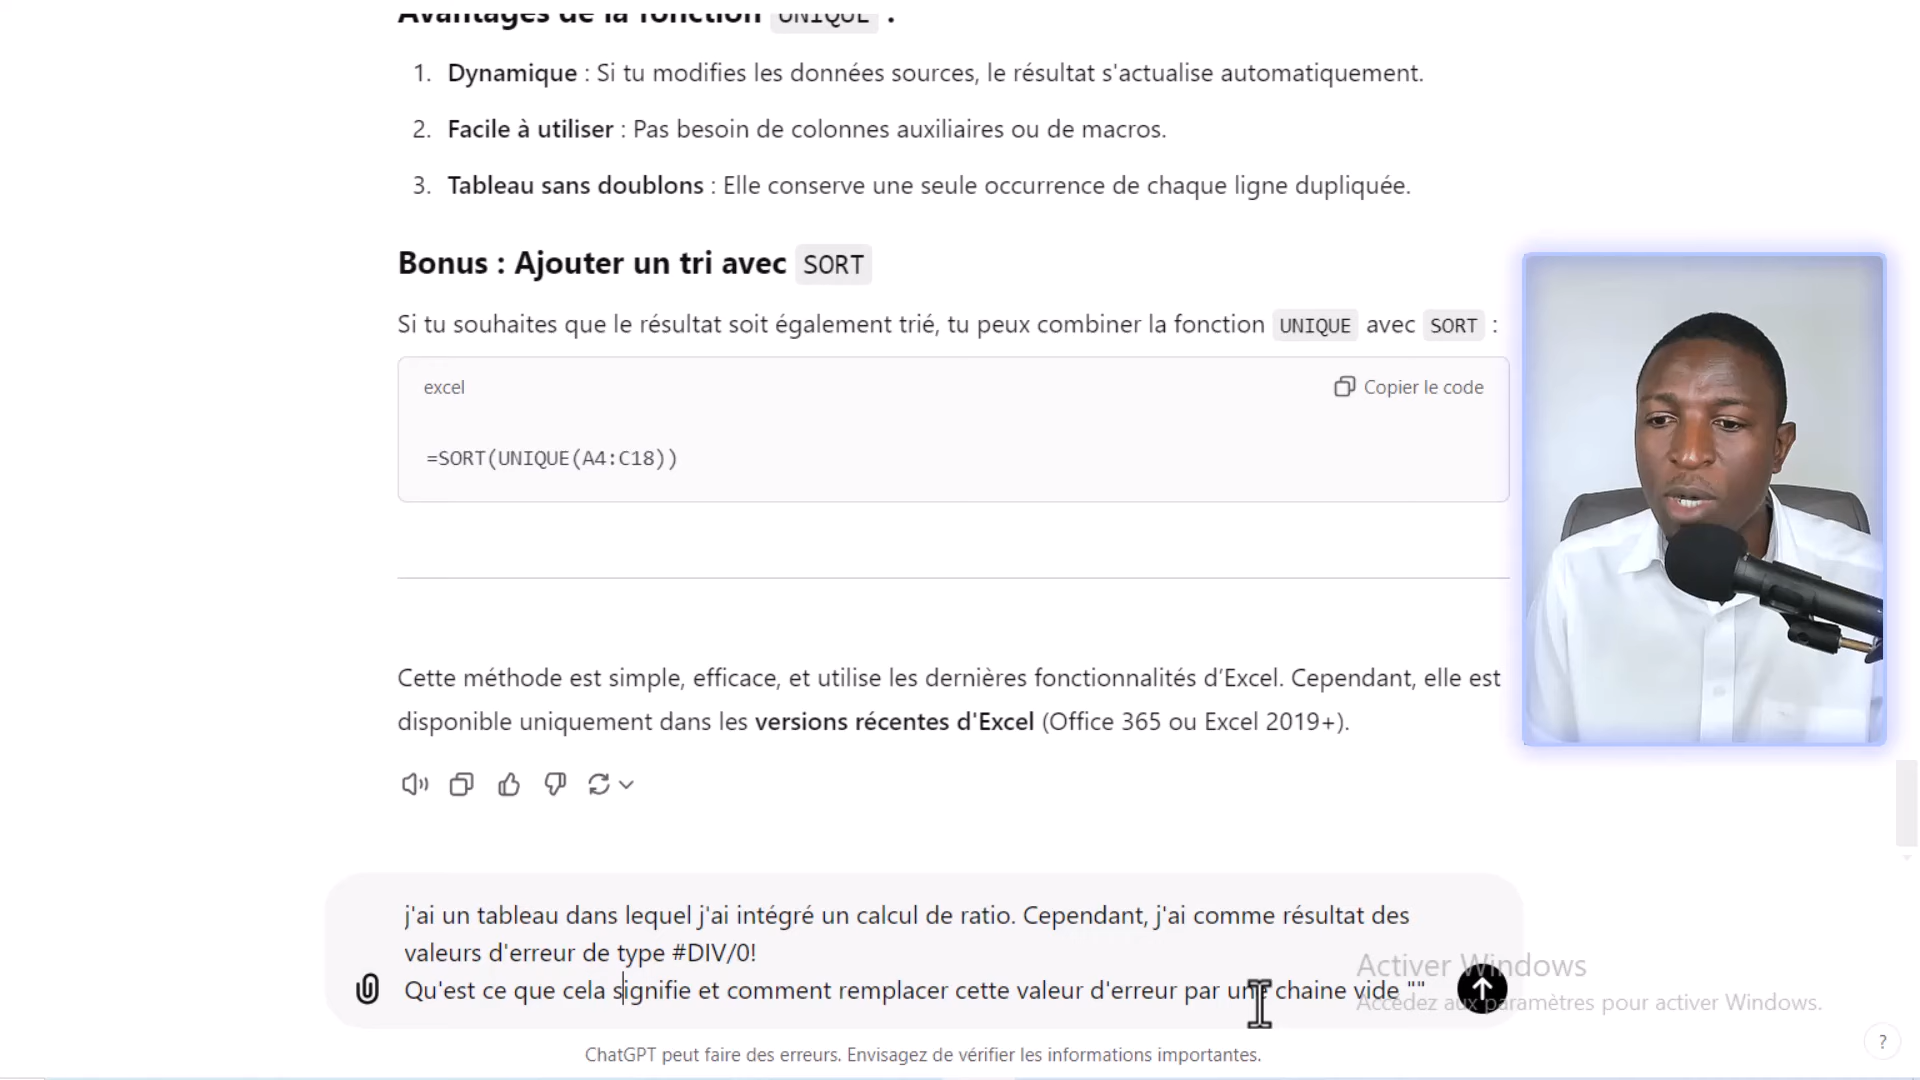 Avantages de la fonction UNIQUE :
1. Dynamique : Si tu modifies les données sources, le résultat s'actualise automatiquement.
2. Facile à utiliser : Pas besoin de colonnes auxiliaires ou de macros.
3. Tableau sans doublons : Elle conserve une seule occurrence de chaque ligne dupliquée.
Bonus : Ajouter un tri avec SORT
Si tu souhaites que le résultat soit également trié, tu peux combiner la fonction UNIQUE avec SORT :
excel
Copier le code
=SORT(UNIQUE(A4:C18))
Cette méthode est simple, efficace, et utilise les dernières fonctionnalités d’Excel. Cependant, elle est
disponible uniquement dans les versions récentes d'Excel (Office 365 ou Excel 2019+).
j'ai un tableau dans lequel j'ai intégré un calcul de ratio. Cependant, j'ai comme résultat des
valeurs d'erreur de type #DIV/0!
Qu'est ce que cela signifie et comment remplacer cette valeur d'erreur par une chaine vide ""
Activer Windows
Accédez aux paramètres pour activer Windows.
ChatGPT peut faire des erreurs. Envisagez de vérifier les informations importantes.
?